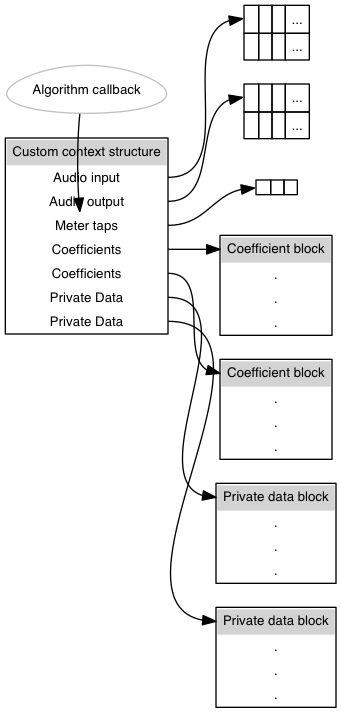 ...
...
Algorithm callback
...
...
Custom context structure
Audio input
Audio output
Meter taps
Coefficients
Coefficients
Private Data
Private Data
Coefficient block
.
.
.
Coefficient block
.
.
.
Private data block
.
.
.
Private data block
.
.
.